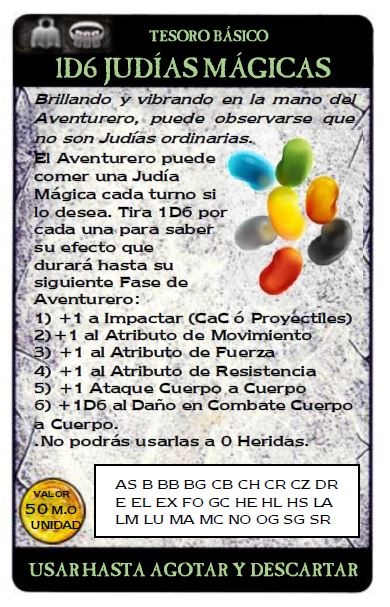 TESORO BÁSICO
1D6 JUDÍAS MÁGICAS
Brillando y vibrando en la mano del
Aventurero, puede observarse que
no son Judías ordinarias.
El Aventurero puede
comer una Judía
Mágica cada turno si
lo desea. Tira 1D6 por
cada una para saber
su efecto que
durará hasta su
siguiente Fase de
Aventurero:
1) +1 a Impactar (CaC ó Proyectiles)
2)+1 al Atributo de Movimiento
3) +1 al Atributo de Fuerza
4) +1 al Atributo de Resistencia
5) +1 Ataque Cuerpo a Cuerpo
6) +1D6 al Daño en Combate Cuerpo
a Cuerpo.
.No podrás usarlas a 0 Heridas.
VALOR
50 M.O
UNIDAD
AS B BB BG CB CH CR CZ DR
E EL EX FO GC HE HL HS LA
LM LU MA MC NO OG SG SR
USAR HASTA AGOTAR Y DESCARTAR